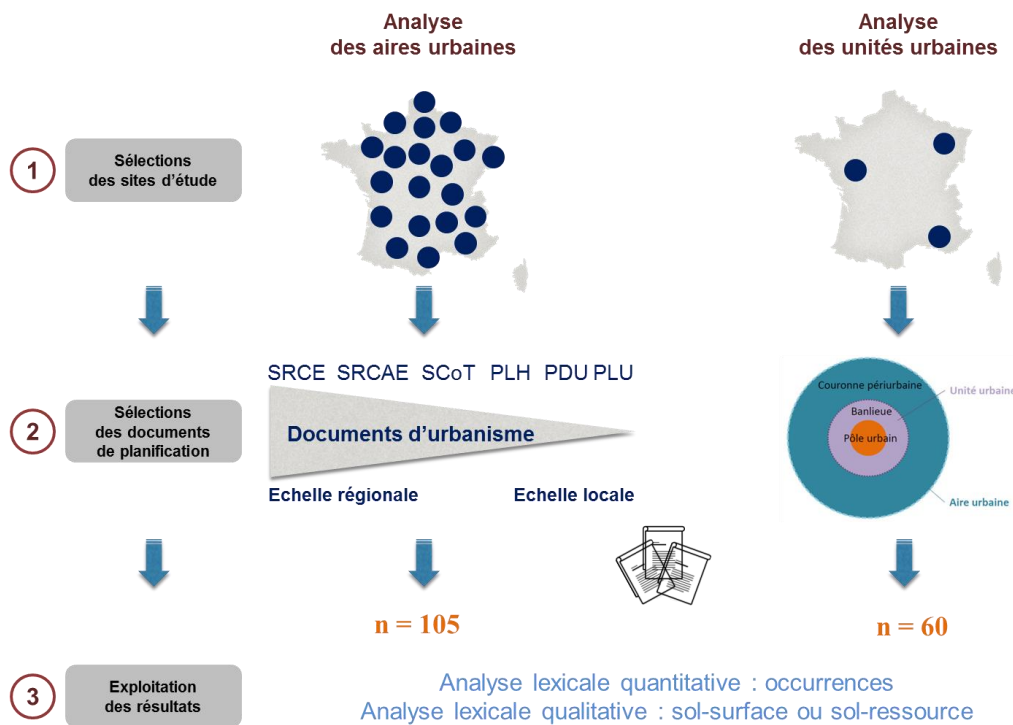 Analyse
des aires urbaines
Analyse
des unités urbaines
1
Sélections
des sites d'étude
2
Sélections
des documents
de planification
SRCE SRCAE SCoT PLH PDU PLU
Documents d'urbanisme
Echelle régionale
Echelle locale
Couronne périurbaine
Banlieue
Pôle urbain
Unité urbaine
Aire urbaine
n = 105
n = 60
3
Exploitation
des résultats
Analyse lexicale quantitative : occurrences
Analyse lexicale qualitative : sol-surface ou sol-ressource